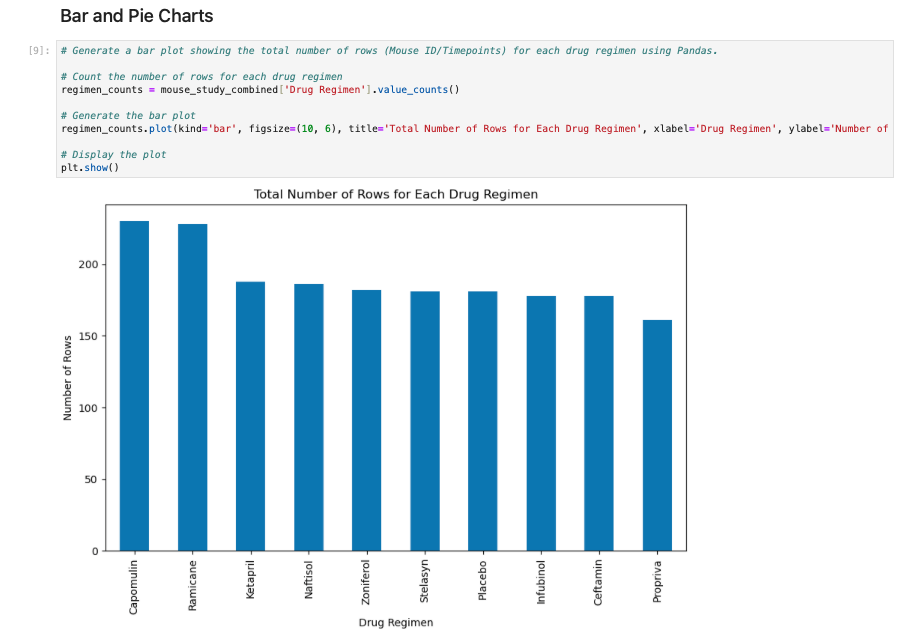 Bar and Pie Charts
[9]: # Generate a bar plot showing the total number of rows (Mouse ID/Timepoints) for each drug regimen using Pandas.
# Count the number of rows for each drug regimen
regimen_counts = mouse_study_combined['Drug Regimen'].value_counts()
# Generate the bar plot
regimen_counts.plot(kind='bar', figsize=(10, 6), title='Total Number of Rows for Each Drug Regimen', xlabel='Drug Regimen', ylabel='Number of
# Display the plot
plt.show()
Total Number of Rows for Each Drug Regimen
Number of Rows
200
150
100
50
0
Capomulin
Ramicane
Ketapril
Naftisol
Zoniferol
Stelasyn
Placebo
Infubinol
Ceftamin
Propriva
Drug Regimen